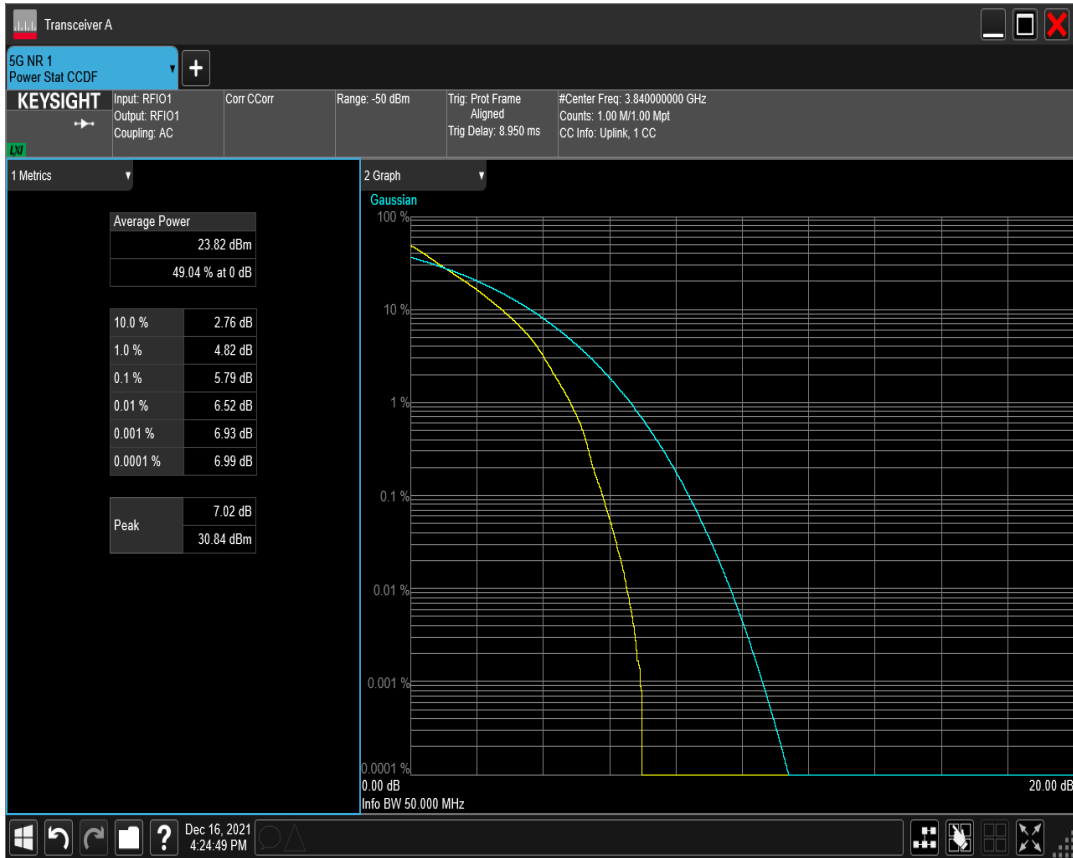 Transceiver A
5G NR 1
Power Stat CCDF
KEYSIGHT
LXI
Input: RFIO1
Output: RFIO1
Coupling: AC
Corr CCorr
Range: -50 dBm
Trig: Prot Frame
Aligned
Trig Delay: 8.950 ms
#Center Freq: 3.840000000 GHz
Counts: 1.00 M/1.00 Mpt
CC Info: Uplink, 1 CC
1 Metrics
Average Power
23.82 dBm
49.04 % at 0 dB
10.0 % 2.76 dB
1.0 % 4.82 dB
0.1 % 5.79 dB
0.01 % 6.52 dB
0.001 % 6.93 dB
0.0001 % 6.99 dB
Peak 7.02 dB
30.84 dBm
2 Graph
Gaussian
100 %
10 %
1 %
0.1 %
0.01 %
0.001 %
0.0001 %
0.00 dB 20.00 dB
Info BW 50.000 MHz
? Dec 16, 2021
4:24:49 PM